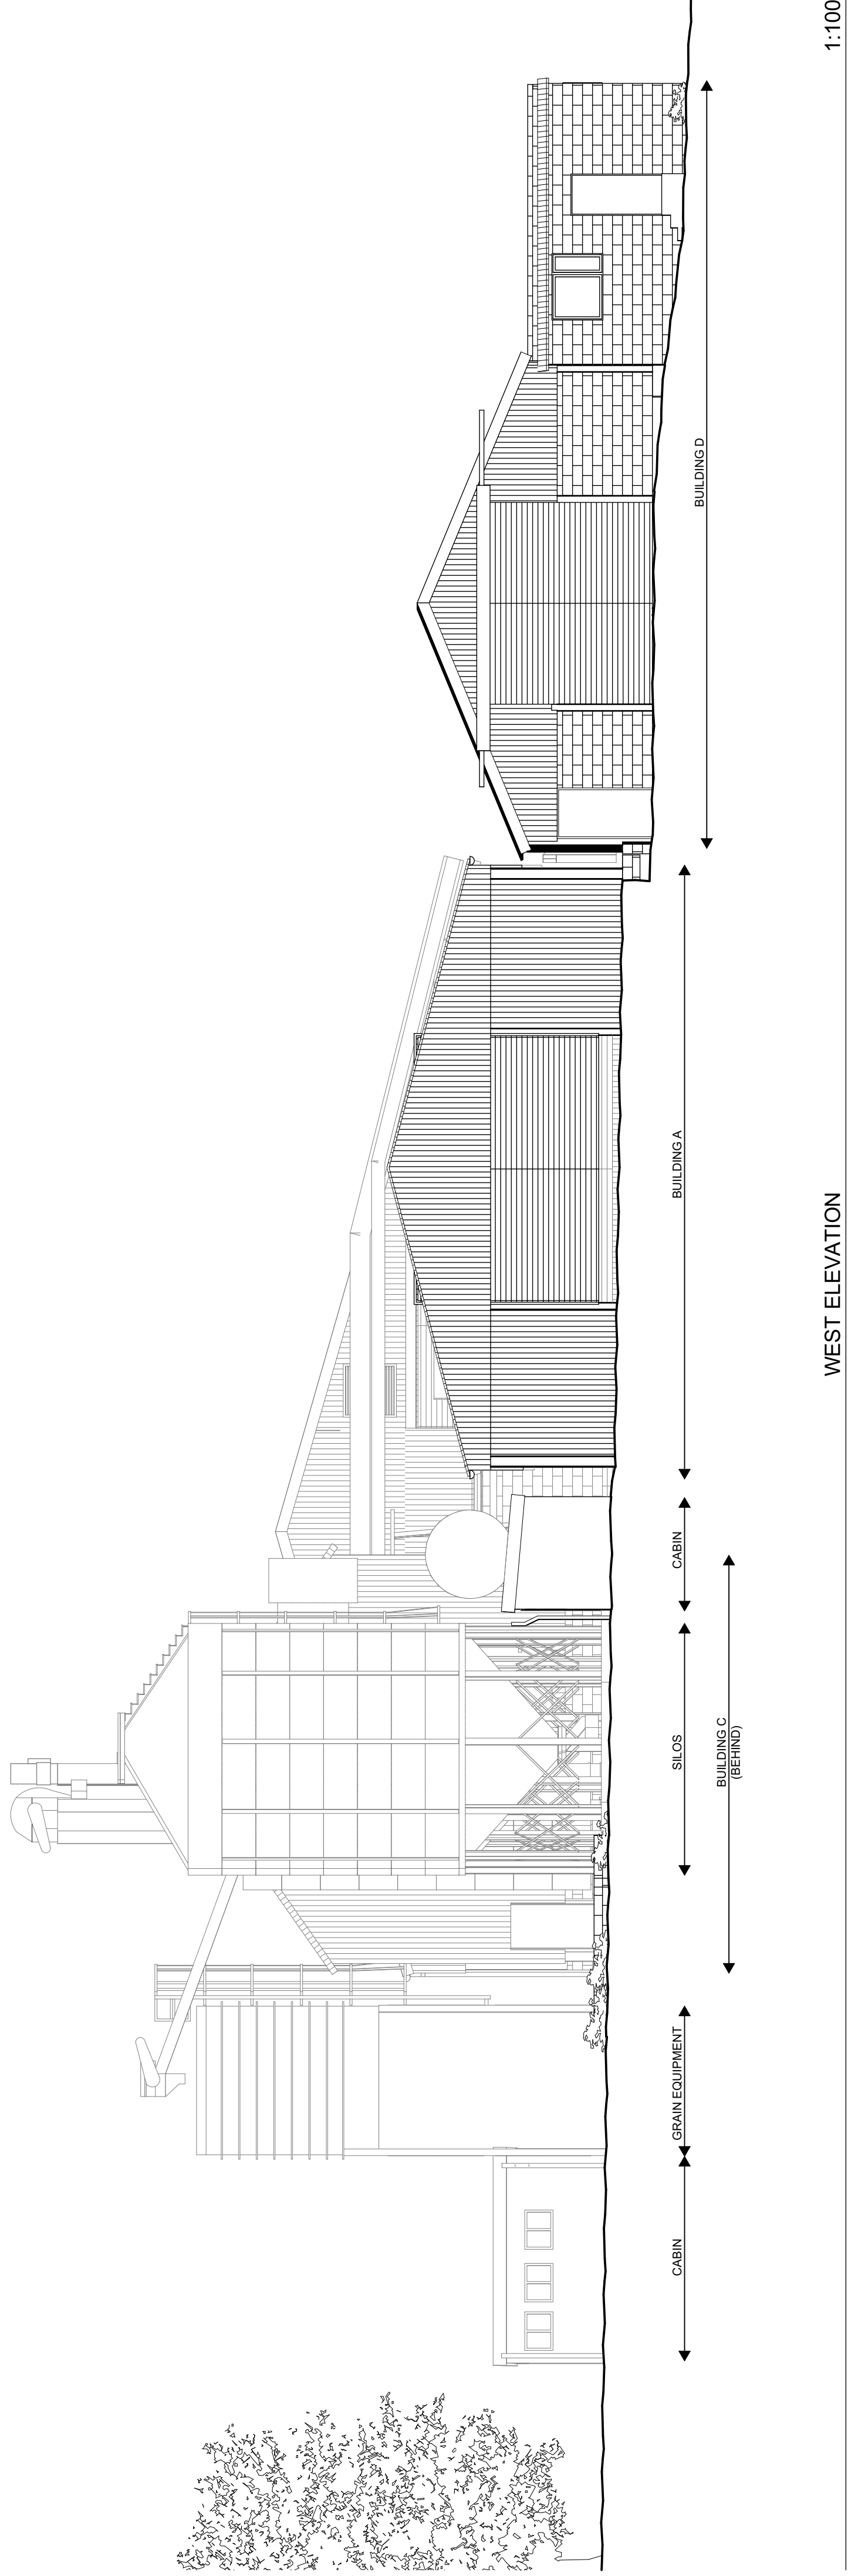 CABIN
GRAIN EQUIPMENT
SILOS
CABIN
BUILDING A
BUILDING D
BUILDING C
(BEHIND)
WEST ELEVATION
1:100